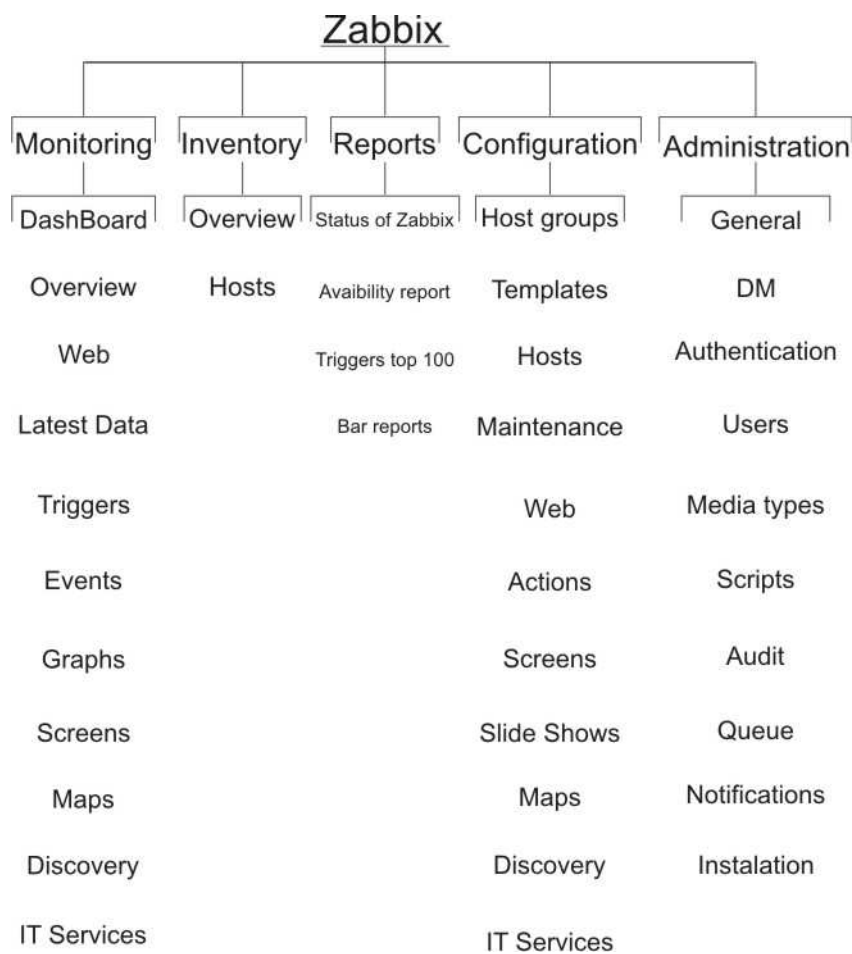 Zabbix
Monitoring
Inventory
Reports
Configuration
Administration
DashBoard
Overview
Status of Zabbix
Host groups
General
Overview
Hosts
Avaibility report
Templates
DM
Web
Triggers top 100
Hosts
Authentication
Latest Data
Bar reports
Maintenance
Users
Triggers
Web
Media types
Events
Actions
Scripts
Graphs
Screens
Audit
Screens
Slide Shows
Queue
Maps
Maps
Notifications
Discovery
Discovery
Instalation
IT Services
IT Services